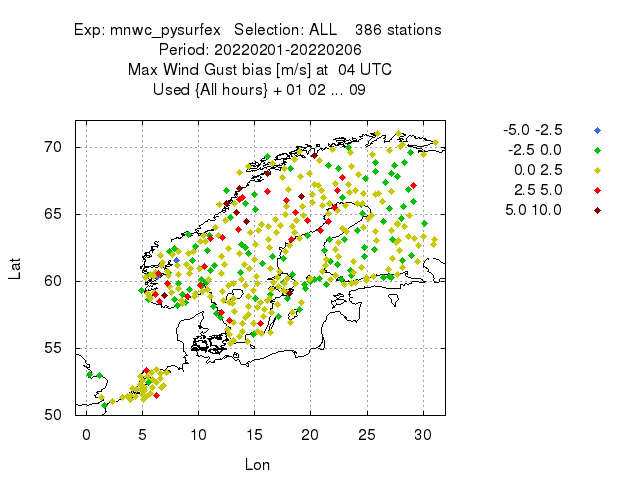 Exp: mnwc_pysurfex   Selection: ALL    386 stations
Period: 20220201-20220206
Max Wind Gust bias [m/s] at  04 UTC
Used {All hours} + 01 02 ... 09
-5.0 -2.5
-2.5 0.0
0.0 2.5
2.5 5.0
5.0 10.0
70
65
60
55
50
Lat
0 5 10 15 20 25 30
Lon